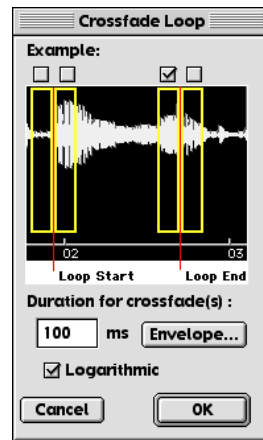 Crossfade Loop
Example:
02 03
Loop Start Loop End
Duration for crossfade(s) :
100 ms Envelope...
Logarithmic
Cancel OK